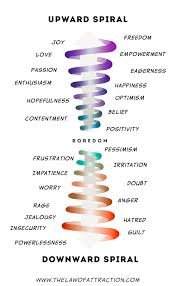 UPWARD SPIRAL
FREEDOM
JOY
EMPOWERMENT
LOVE
EAGERNESS
PASSION
HAPPINESS
ENTHUSIASM
OPTIMISM
HOPEFULNESS
BELIEF
CONTENTMENT
POSITIVITY
BOREDOM
PESSIMISM
FRUSTRATION
IRRITATION
IMPATIENCE
DOUBT
WORRY
ANGER
RAGE
HATRED
JEALOUSY
GUILT
INSECURITY
POWERLESSNESS
DOWNWARD SPIRAL
WWW.THELAWOFATTRACTION.COM